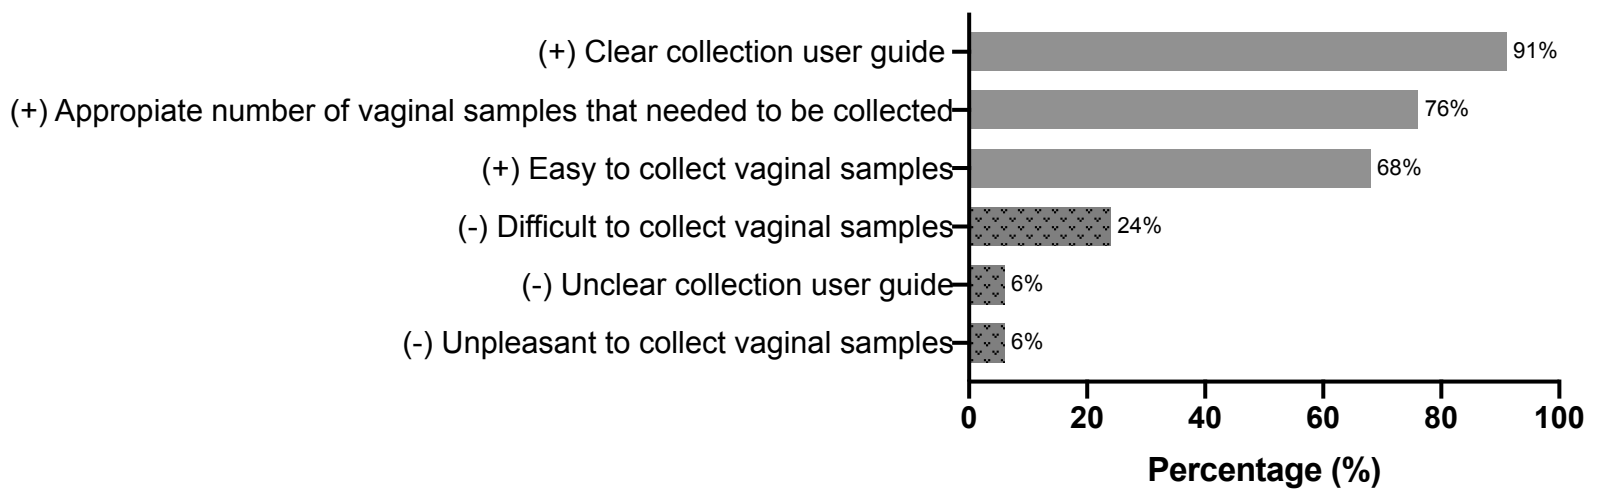 (+) Clear collection user guide 91%
(+) Appropiate number of vaginal samples that needed to be collected 76%
(+) Easy to collect vaginal samples 68%
(-) Difficult to collect vaginal samples 24%
(-) Unclear collection user guide 6%
(-) Unpleasant to collect vaginal samples 6%
0 20 40 60 80 100
Percentage (%)